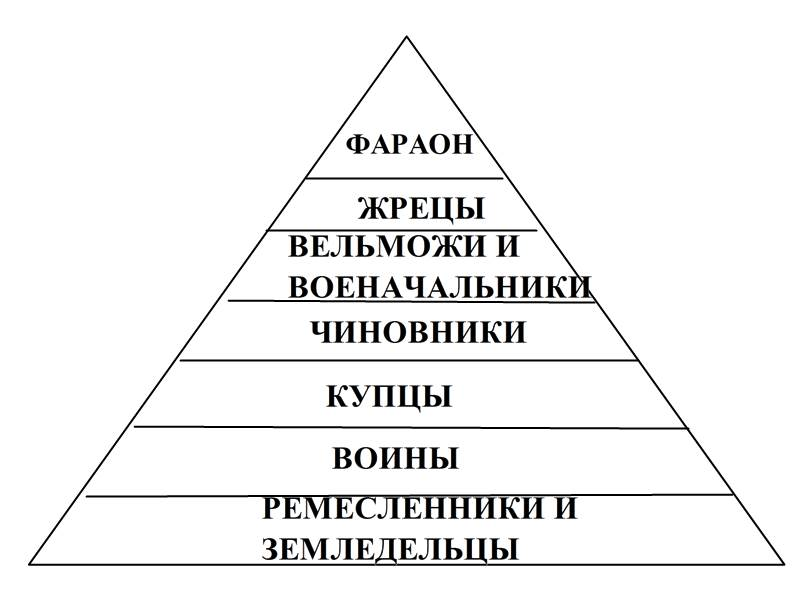 ФАРАОН
ЖРЕЦЫ
ВЕЛЬМОЖИ И
ВОЕНАЧАЛЬНИКИ
ЧИНОВНИКИ
КУПЦЫ
ВОИНЫ
РЕМЕСЛЕННИКИ И
ЗЕМЛЕДЕЛЬЦЫ